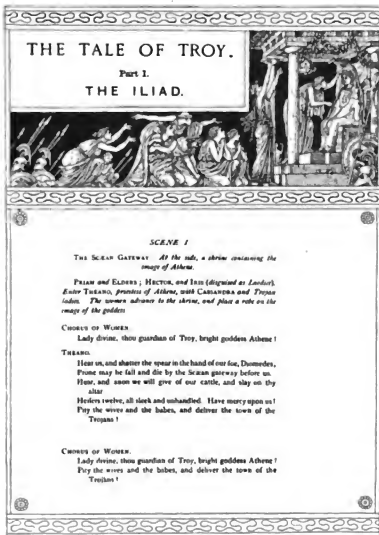 THE TALE OF TROY.
Part I.
THE ILIAD.
SCENE I
THE SCÆAN GATEWAY. At the side, a shrine containing the
image of Athena.
PRIAM and ELDERS; HECTOR, and IRIS (disguised as Laodice).
Enter THEANO, priestess of Athene, with CASSANDRA and Trojan
ladies. The women advance to the shrine, and place a robe on the
image of the goddess
CHORUS OF WOMEN.
Lady divine, thou guardian of Troy, bright goddess Athene!
THEANO.
Hear us, and shatter the spear in the hand of our foe, Diomedes,
Prone may he fall and die by the Scæan gateway before us.
Hear, and anon we will give of our cattle, and slay on thy
altar
Heifers twelve, all sleek and unhandled. Have mercy upon us!
Pity the wives and the babes, and deliver the town of the
Trojans!
CHORUS OF WOMEN.
Lady divine, thou guardian of Troy, bright goddess Athene!
Pity the wives and the babes, and deliver the town of the
Trojans!